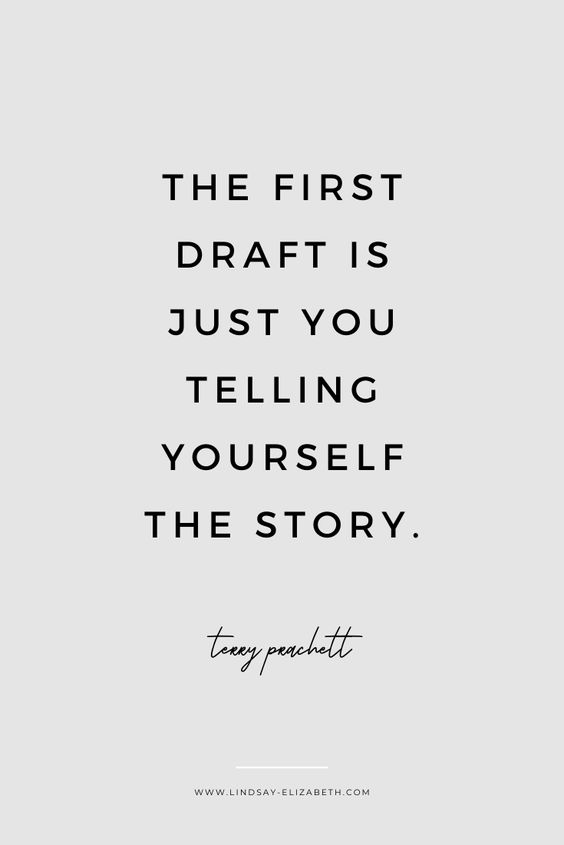 THE FIRST
DRAFT IS
JUST YOU
TELLING
YOURSELF
THE STORY.
terry prachett
WWW.LINDSAY-ELIZABETH.COM